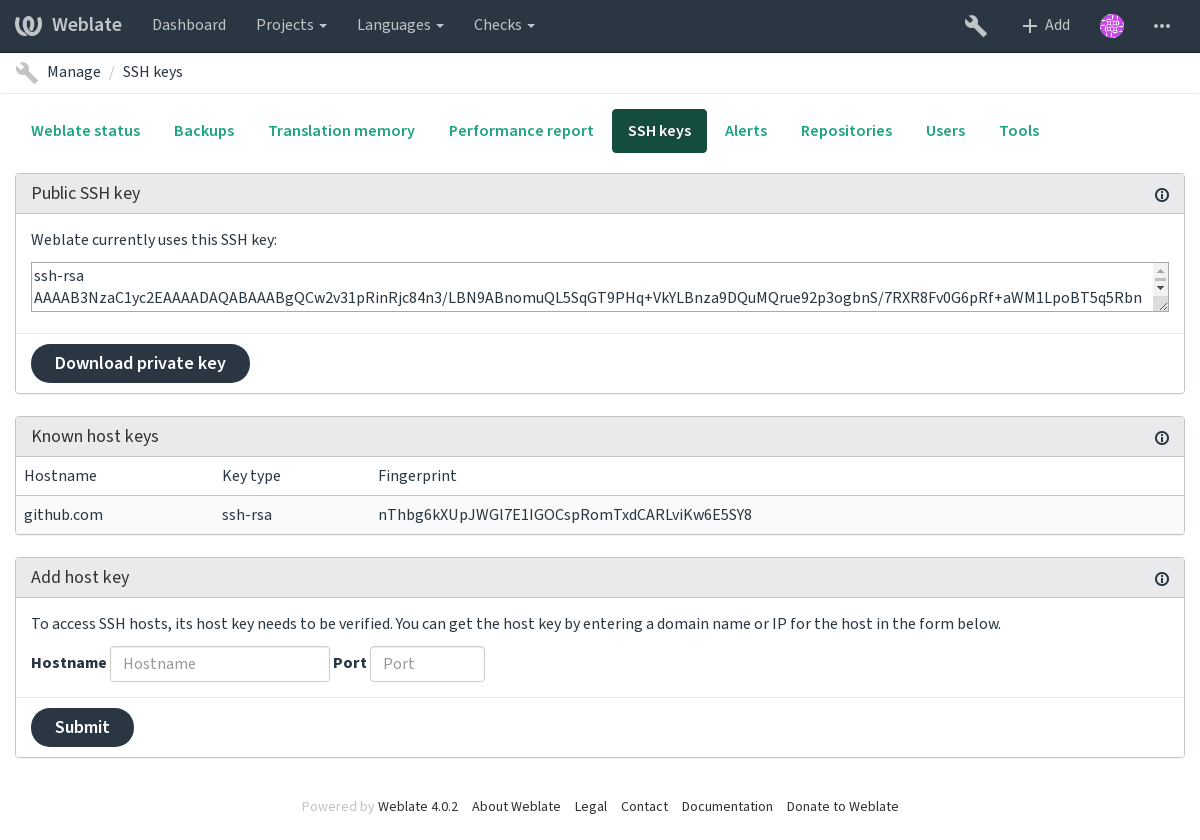 Weblate Dashboard Projects Languages Checks Add
Manage / SSH keys
Weblate status Backups Translation memory Performance report SSH keys Alerts Repositories Users Tools
Public SSH key
Weblate currently uses this SSH key:
ssh-rsa
AAAAB3NzaC1yc2EAAAADAQABAAABgQCw2v31pRinRjc84n3/LBN9ABnomuQL5SqGT9PHq+VkYLBnza9DQuMQrue92p3ogbnS/7RXR8Fv0G6pRf+aWM1LpoBT5q5Rbn
Download private key
Known host keys
Hostname Key type Fingerprint
github.com ssh-rsa nThbg6kXUpJWGl7E1IGOCspRomTxdCARLviKw6E5SY8
Add host key
To access SSH hosts, its host key needs to be verified. You can get the host key by entering a domain name or IP for the host in the form below.
Hostname Hostname Port Port
Submit
Powered by Weblate 4.0.2 About Weblate Legal Contact Documentation Donate to Weblate